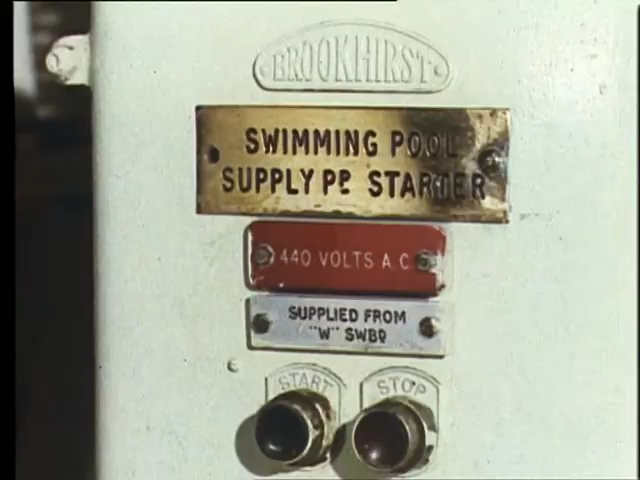 BROOKHIRST
SWIMMING POOL
SUPPLY PP STARTER
440 VOLTS A C
SUPPLIED FROM
"W" SWBD
START
STOP